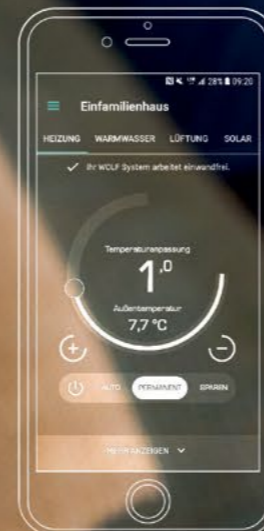 28% 09:20
Einfamilienhaus
HEIZUNG WARMWASSER LÜFTUNG SOLAR
Ihr WOLF System arbeitet einwandfrei.
Temperaturanpassung
1,0
Außentemperatur
7,7 °C
AUTO PERMANENT SPAREN
MEHR ANZEIGEN